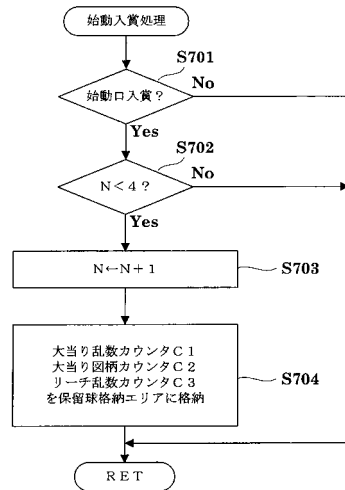 始動入賞処理
S701
始動口入賞?
No
Yes
S702
N<4?
No
Yes
N←N+1
S703
大当り乱数カウンタC1
大当り図柄カウンタC2
リーチ乱数カウンタC3
を保留球格納エリアに格納
S704
RET